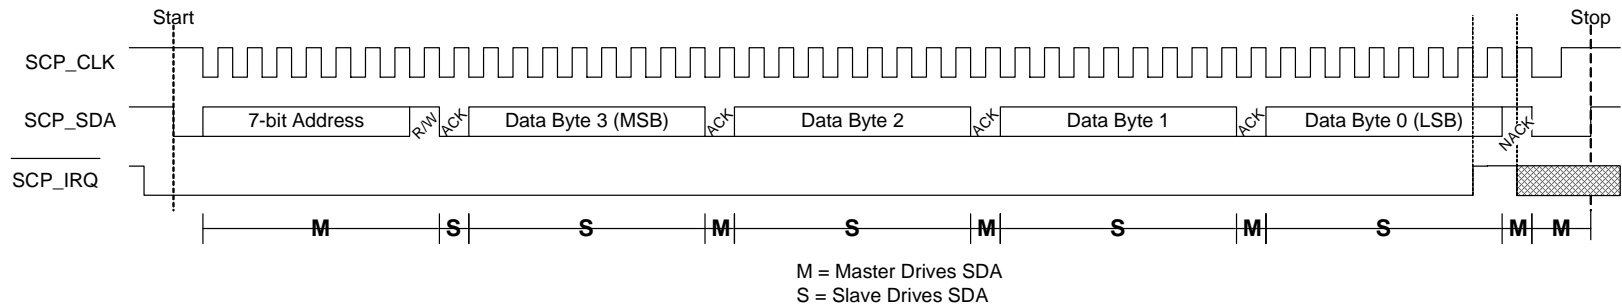 Start Stop
SCP_CLK
SCP_SDA 7-bit Address R/W ACK Data Byte 3 (MSB) ACK Data Byte 2 ACK Data Byte 1 ACK Data Byte 0 (LSB) NACK
SCP_IRQ
M S S M S M S M S M M
M = Master Drives SDA
S = Slave Drives SDA